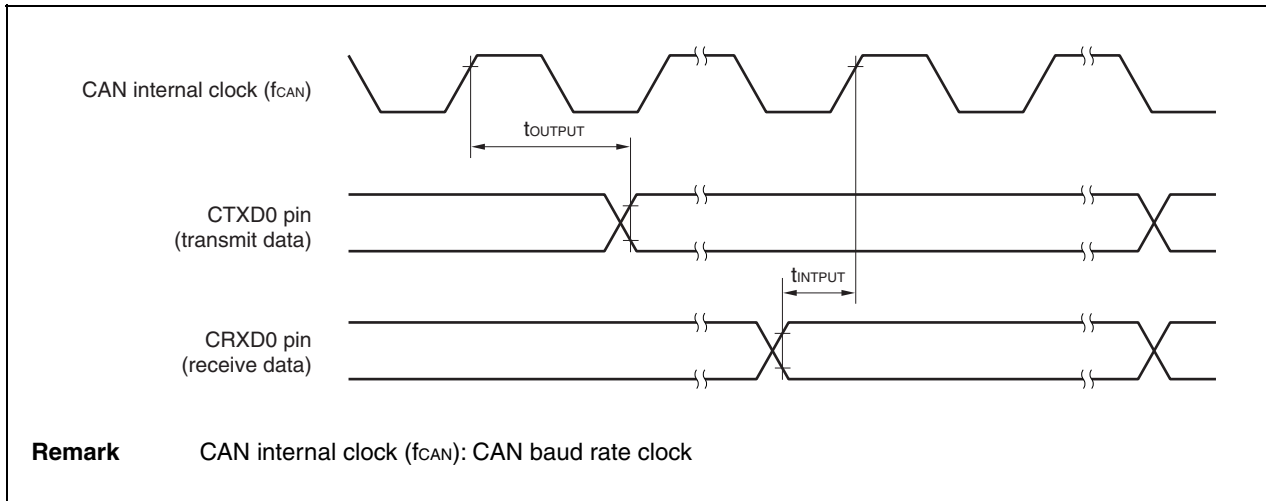 CAN internal clock (fCAN)
tOUTPUT
CTXD0 pin
(transmit data)
tINTPUT
CRXD0 pin
(receive data)
Remark CAN internal clock (fCAN): CAN baud rate clock